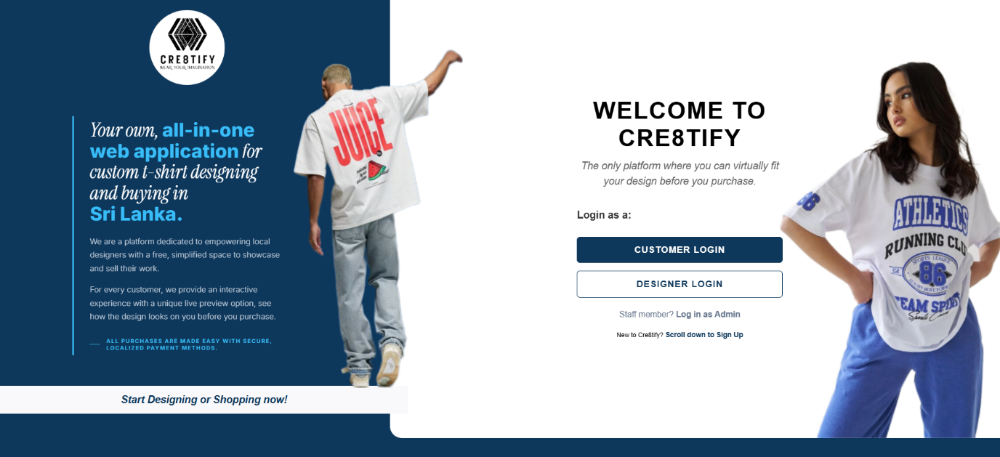 CRE8TIFY
WEAR YOUR IMAGINATION
Your own, all-in-one
web application for
custom t-shirt designing
and buying in
Sri Lanka.
We are a platform dedicated to empowering local
designers with a free, simplified space to showcase
and sell their work.
For every customer, we provide an interactive
experience with a unique live preview option, see
how the design looks on you before you purchase.
ALL PURCHASES ARE MADE EASY WITH SECURE,
LOCALIZED PAYMENT METHODS.
Start Designing or Shopping now!
JUICE
WELCOME TO
CRE8TIFY
The only platform where you can virtually fit
your design before you purchase.
Login as a:
CUSTOMER LOGIN
DESIGNER LOGIN
Staff member? Log in as Admin
New to Cre8tify? Scroll down to Sign Up
86
ATHLETICS
RUNNING CLU
SPORTS LEAGUE
86
TEAM SPIRIT